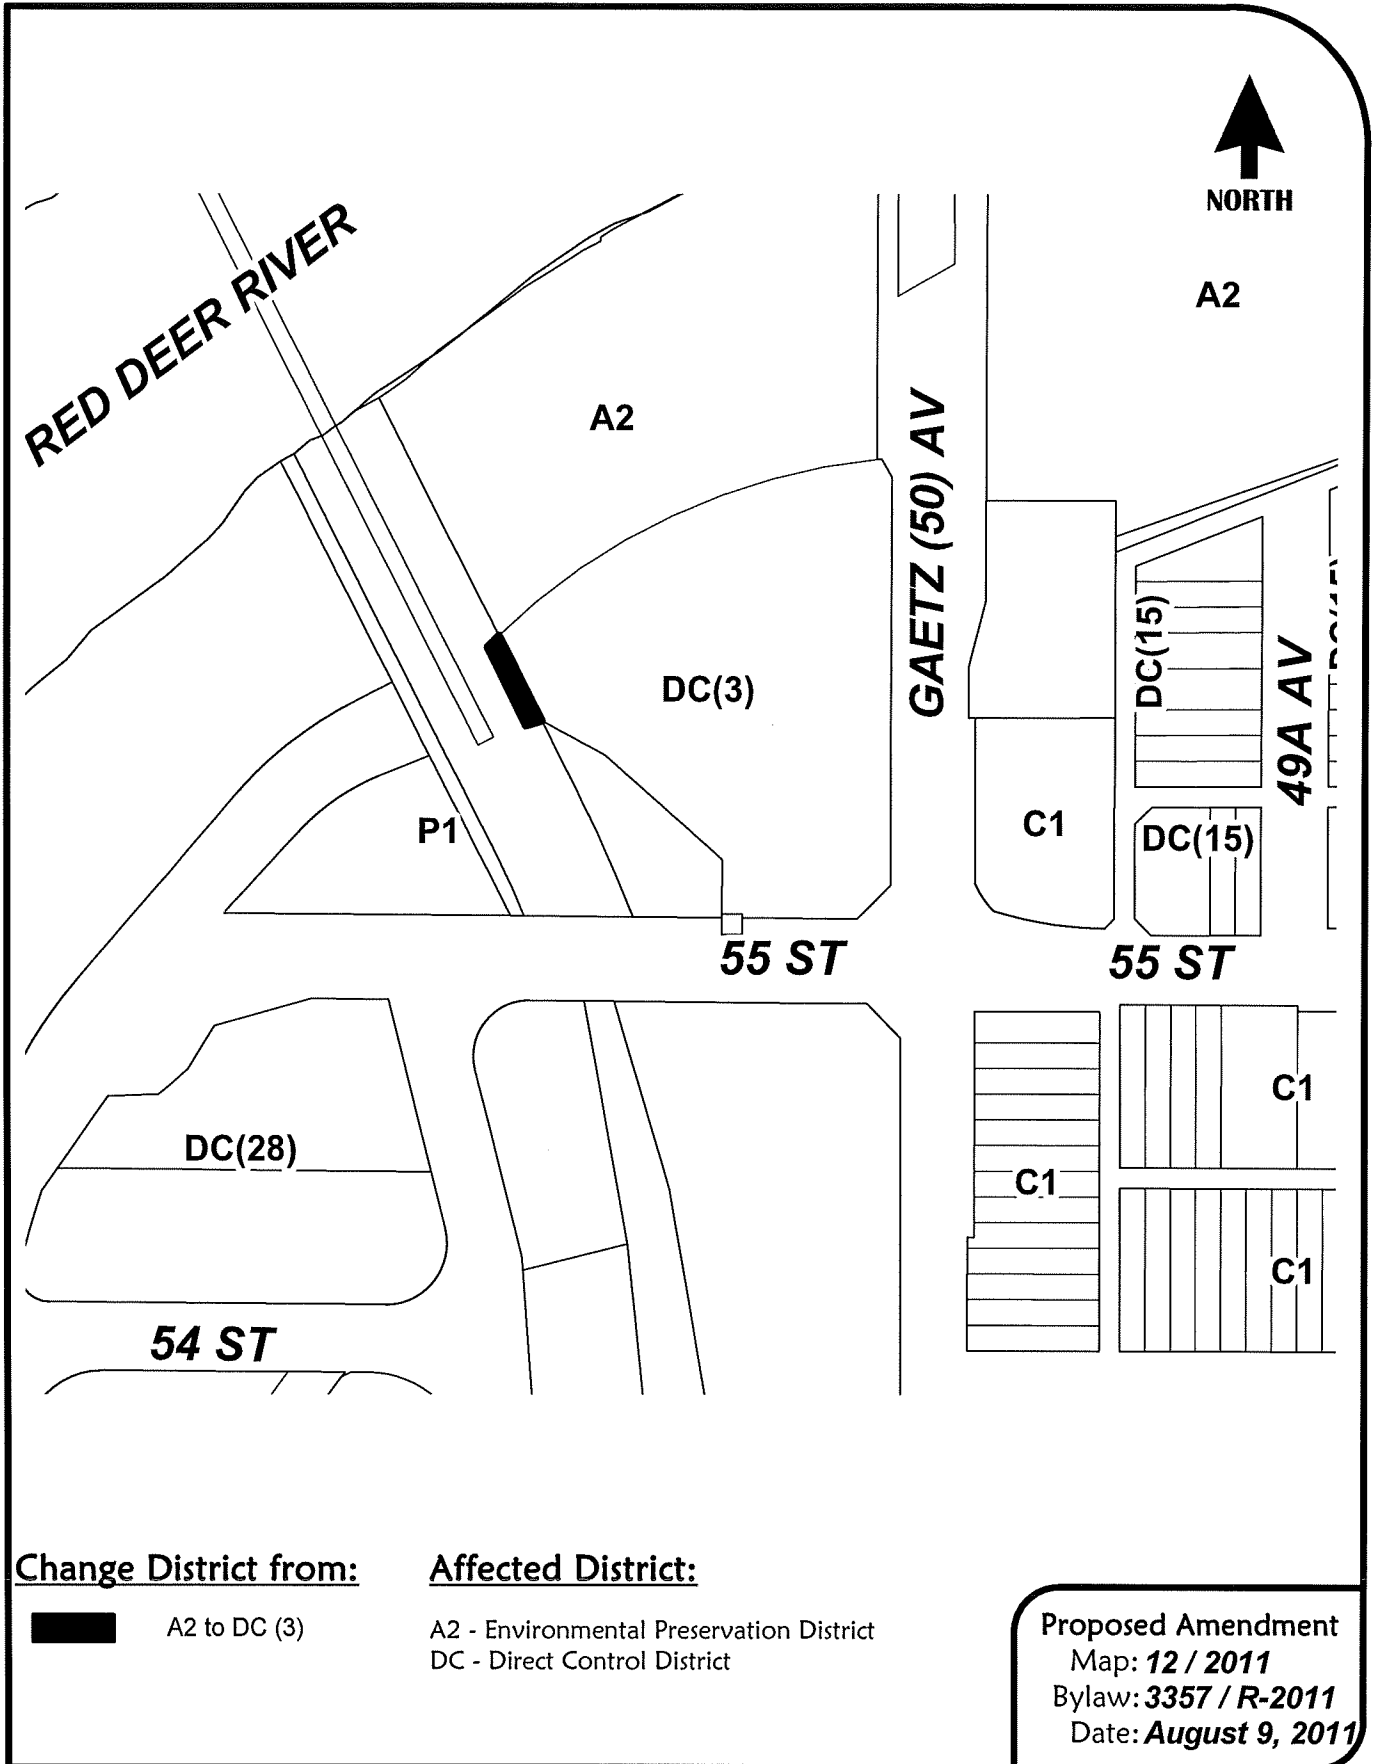 NORTH
RED DEER RIVER
A2
A2
GAETZ (50) AV
DC(3)
DC(15)
49A AV
P1
C1
DC(15)
55 ST
55 ST
DC(28)
C1
C1
C1
54 ST
Change District from:
A2 to DC (3)
Affected District:
A2 - Environmental Preservation District
DC - Direct Control District
Proposed Amendment
Map: 12 / 2011
Bylaw: 3357 / R-2011
Date: August 9, 2011